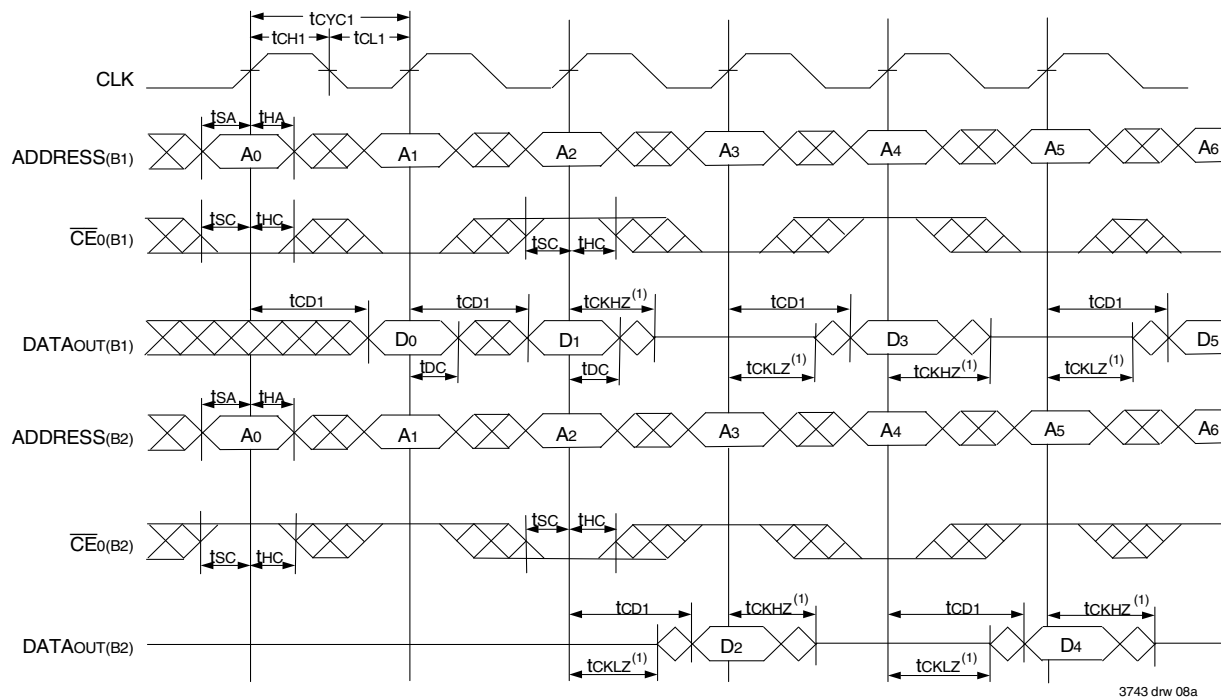 tCYC1
tCH1 tCL1
CLK
tSA tHA
ADDRESS(B1) A0 A1 A2 A3 A4 A5 A6
tSC tHC
CE0(B1)
tSC tHC
tCD1 tCD1 tCKHZ(1) tCD1 tCD1
DATAOUT(B1) D0 D1 D3 D5
tDC tDC tCKLZ(1) tCKHZ(1) tCKLZ(1)
tSA tHA
ADDRESS(B2) A0 A1 A2 A3 A4 A5 A6
tSC tHC
CE0(B2)
tSC tHC
tCD1 tCKHZ(1) tCD1 tCKHZ(1)
DATAOUT(B2) D2 D4
tCKLZ(1) tCKLZ(1)
3743 drw 08a